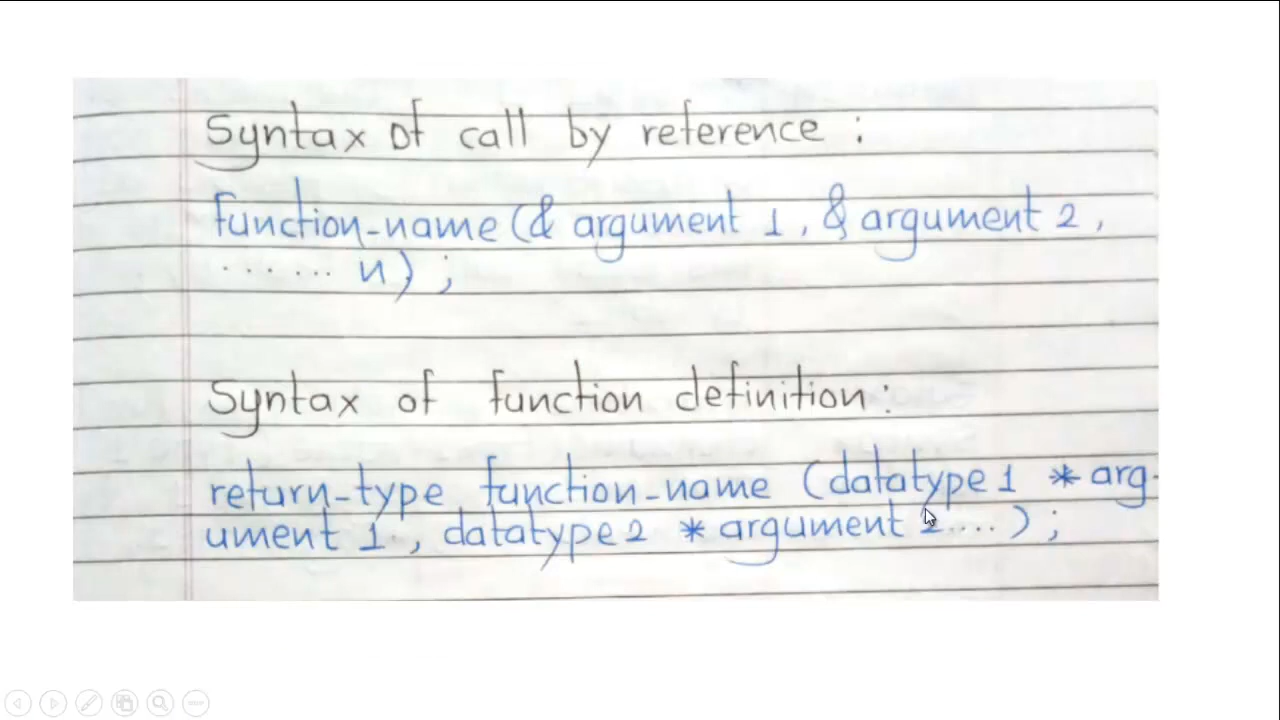 Syntax of call by reference :
function-name (& argument 1, & argument 2,
...... n) ;
Syntax of function definition:
return-type function-name (datatype 1 * arg-
ument 1, datatype 2 * argument 2 ....) ;